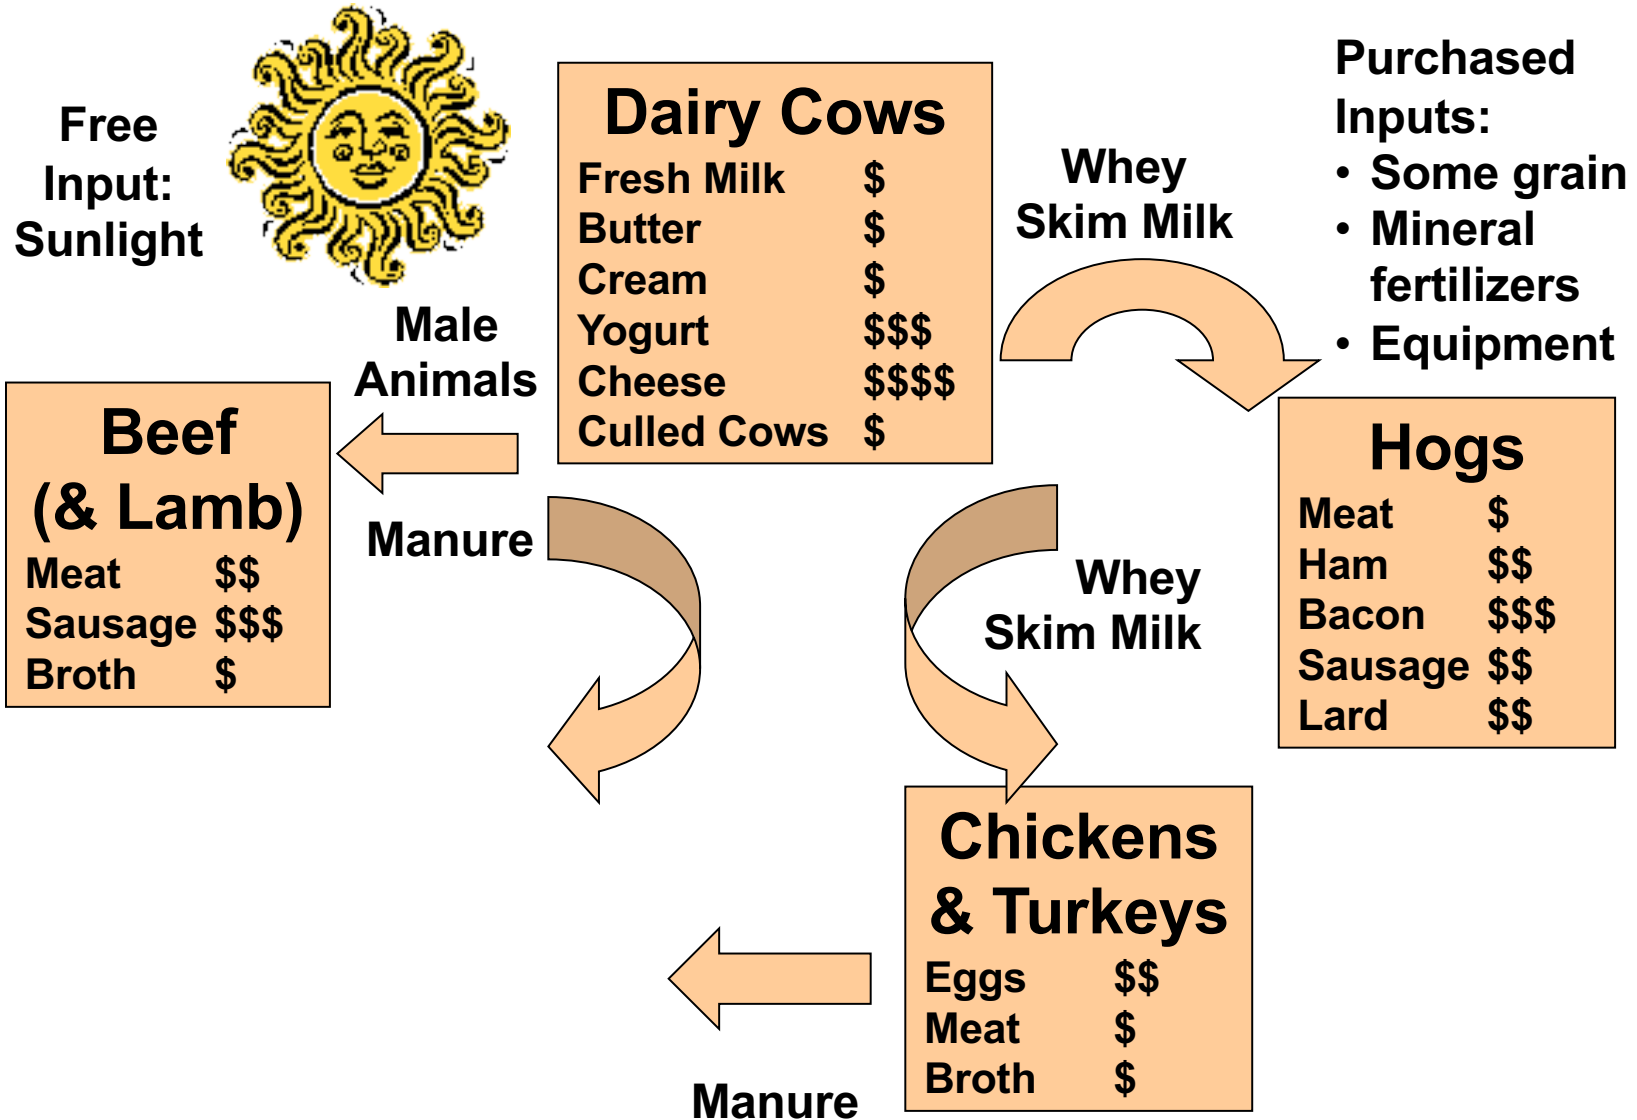 Free
Input:
Sunlight
Dairy Cows
Fresh Milk $
Butter $
Cream $
Yogurt $$$
Cheese $$$$
Culled Cows $
Whey
Skim Milk
Purchased
Inputs:
• Some grain
• Mineral
fertilizers
• Equipment
Male
Animals
Beef
(& Lamb)
Meat $$
Sausage $$$
Broth $
Manure
Whey
Skim Milk
Hogs
Meat $
Ham $$
Bacon $$$
Sausage $$
Lard $$
Chickens
& Turkeys
Eggs $$
Meat $
Broth $
Manure